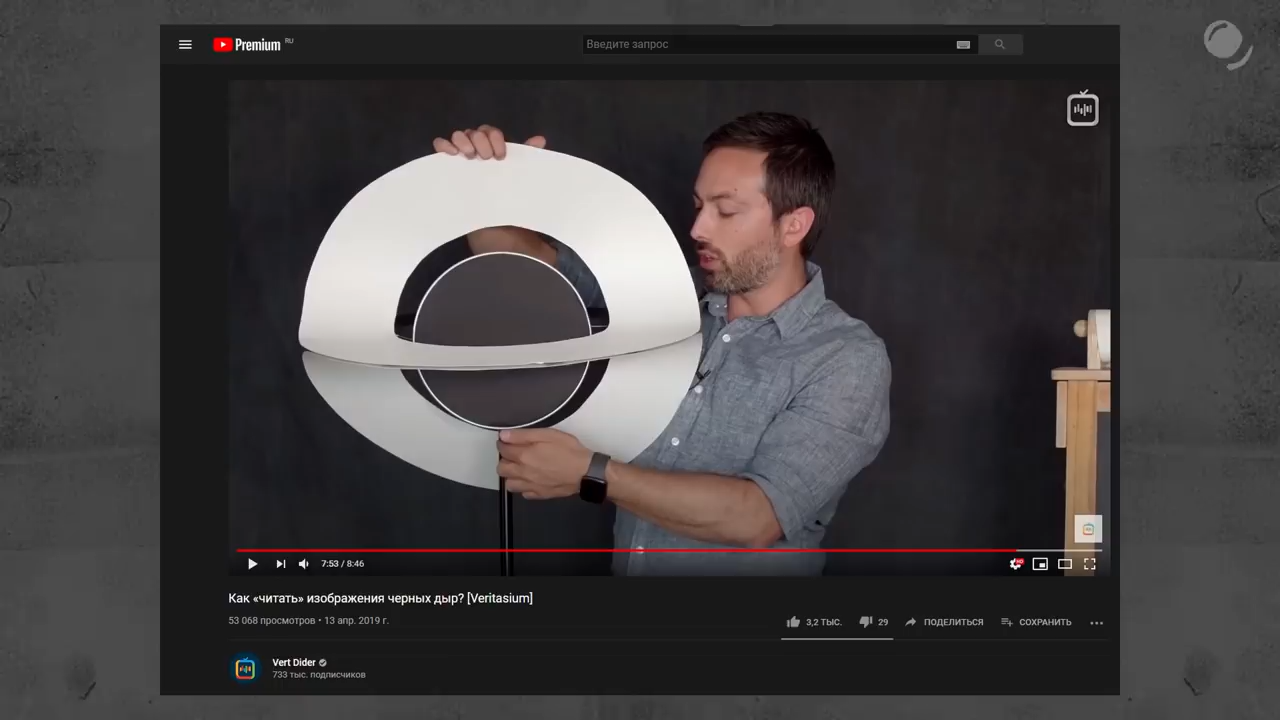 Premium RU
Введите запрос
7:53 / 8:46
HD
Как «читать» изображения черных дыр? [Veritasium]
53 068 просмотров • 13 апр. 2019 г.
3,2 ТЫС.
29
ПОДЕЛИТЬСЯ
СОХРАНИТЬ
Vert Dider
733 тыс. подписчиков